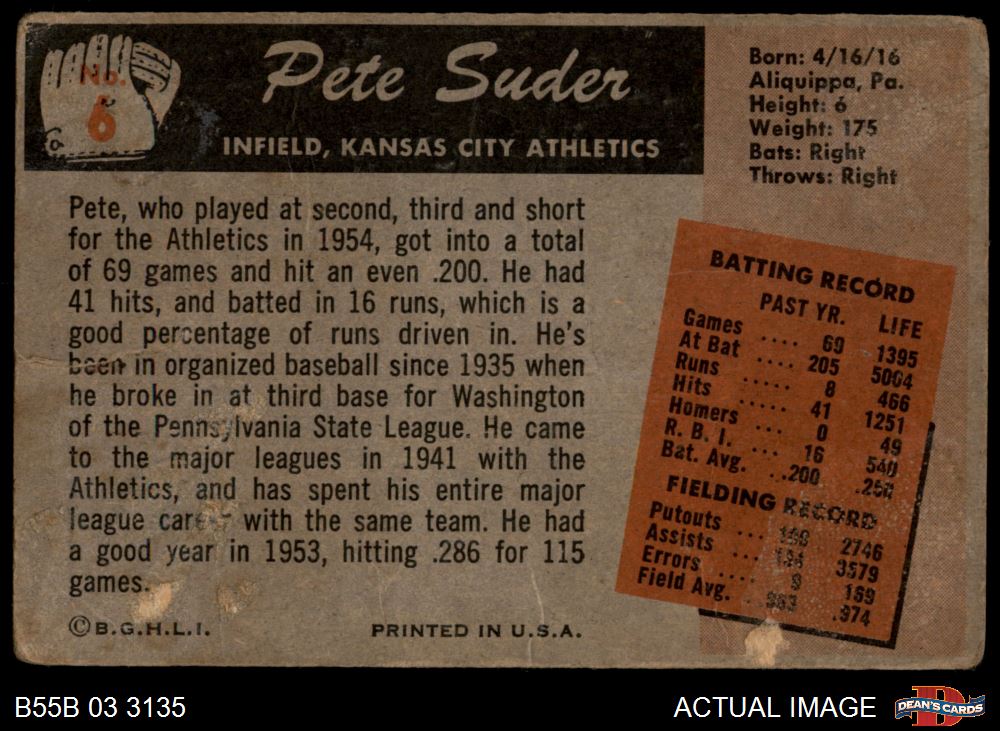 No.
6
Pete Suder
INFIELD, KANSAS CITY ATHLETICS
Born: 4/16/16
Aliquippa, Pa.
Height: 6
Weight: 175
Bats: Right
Throws: Right
Pete, who played at second, third and short
for the Athletics in 1954, got into a total
of 69 games and hit an even .200. He had
41 hits, and batted in 16 runs, which is a
good percentage of runs driven in. He's
been in organized baseball since 1935 when
he broke in at third base for Washington
of the Pennsylvania State League. He came
to the major leagues in 1941 with the
Athletics, and has spent his entire major
league career with the same team. He had
a good year in 1953, hitting .286 for 115
games.
©B.G.H.L.I.
PRINTED IN U.S.A.
BATTING RECORD
PAST YR. LIFE
Games .... 69 1395
At Bat .... 205 5004
Runs ..... 8 466
Hits ..... 41 1251
Homers ... 0 49
R. B. I. ... 16 540
Bat. Avg. ..200
FIELDING RECORD
Putouts ... 2746
Assists ... 3579
Errors .... 9 169
Field Avg. .974
B55B 03 3135
ACTUAL IMAGE
DEAN'S CARDS